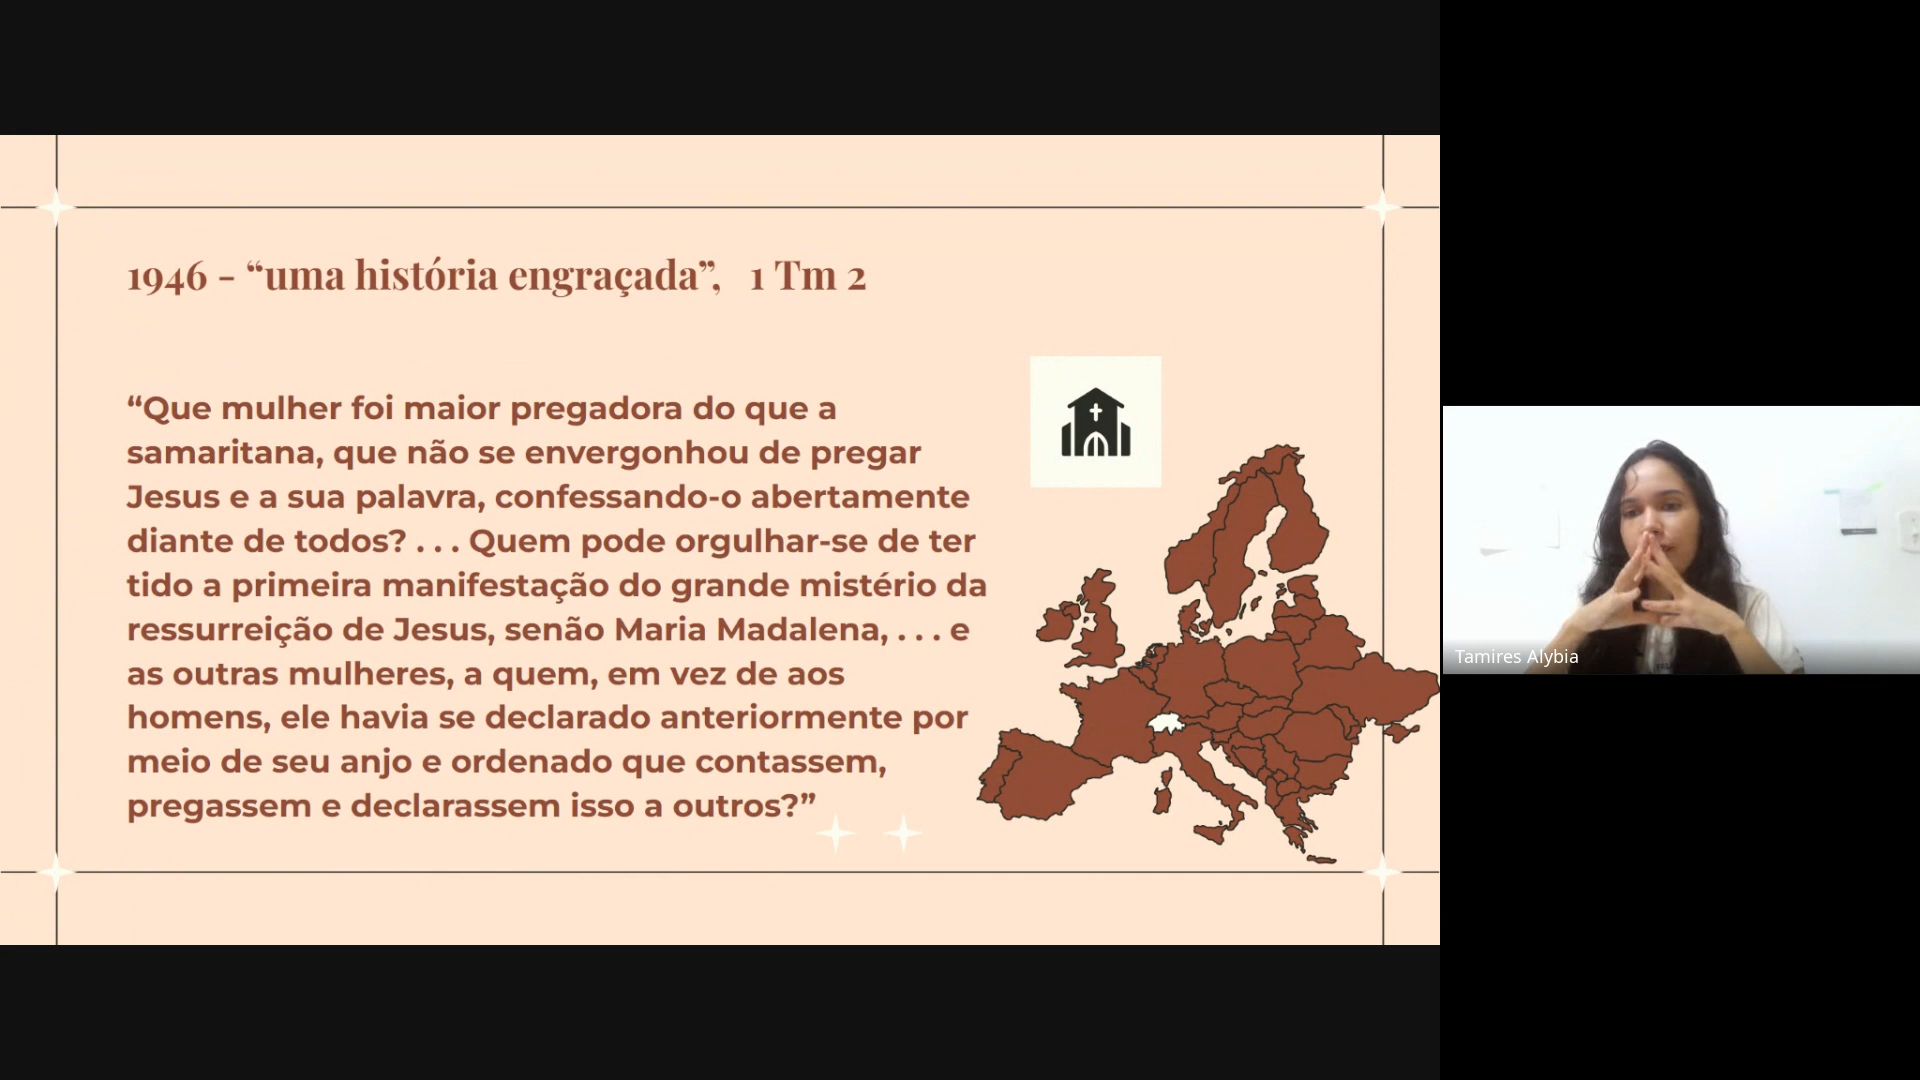 1946 - “uma história engraçada”, 1 Tm 2
“Que mulher foi maior pregadora do que a
samaritana, que não se envergonhou de pregar
Jesus e a sua palavra, confessando-o abertamente
diante de todos? . . . Quem pode orgulhar-se de ter
tido a primeira manifestação do grande mistério da
ressurreição de Jesus, senão Maria Madalena, . . . e
as outras mulheres, a quem, em vez de aos
homens, ele havia se declarado anteriormente por
meio de seu anjo e ordenado que contassem,
pregassem e declarassem isso a outros?”
Tamires Alybia